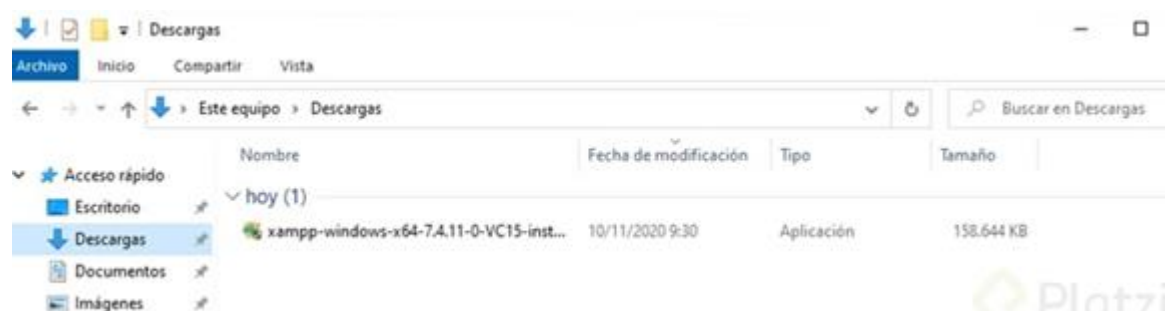 Descargas
Archivo Inicio Compartir Vista
Este equipo Descargas Buscar en Descargas
Nombre Fecha de modificación Tipo Tamaño
Acceso rápido
hoy (1)
Escritorio
Descargas xampp-windows-x64-7.4.11-0-VC15-inst... 10/11/2020 9:30 Aplicación 158.644 KB
Documentos
Imágenes
Platzi